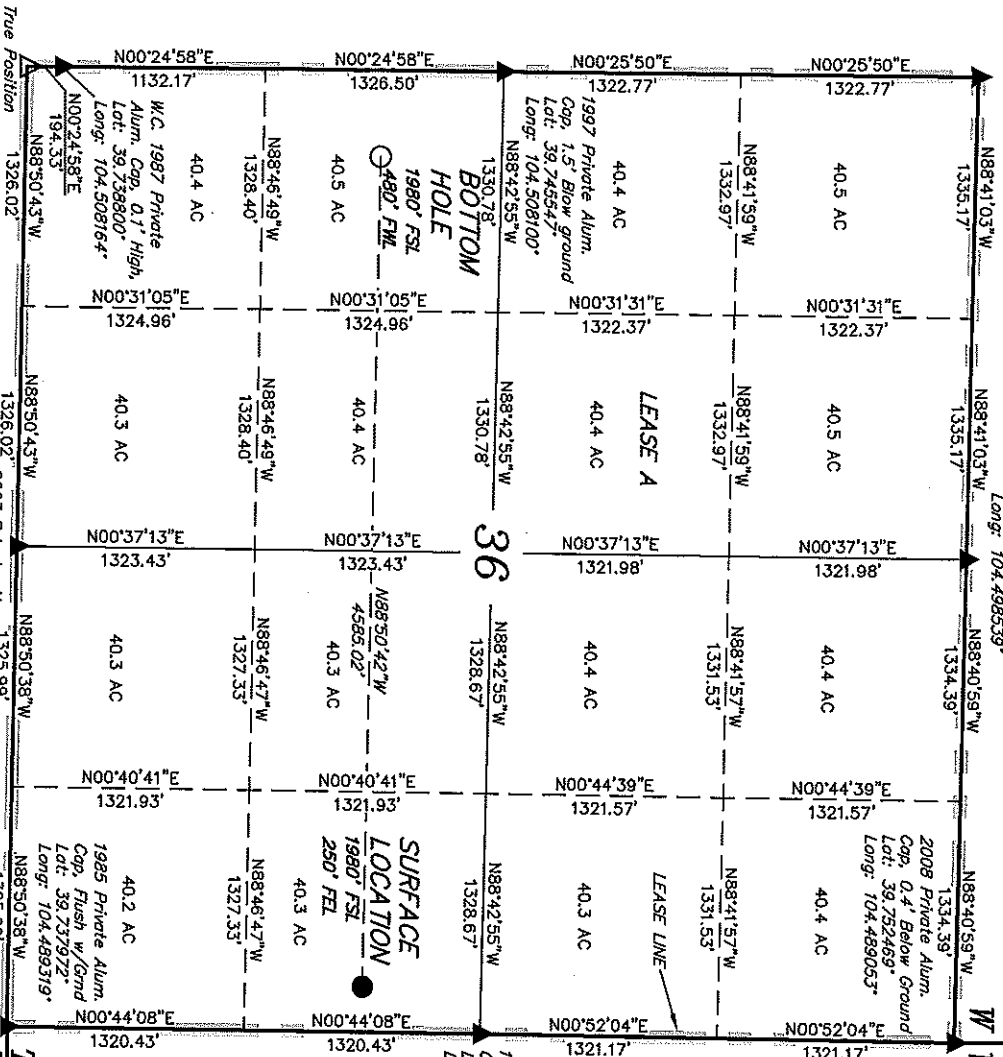 Long: 104.498539°
N88°41'03"W
1335.17'
N88°41'03"W
1335.17'
N88°40'59"W
1334.39'
N88°40'59"W
1334.39'
W
N00°25'50"E
1322.77'
40.5 AC
N00°31'31"E
1322.37'
40.5 AC
N00°37'13"E
1321.98'
40.4 AC
N00°44'39"E
1321.57'
40.4 AC
2008 Private Alum.
Cap, 0.4' Below Ground
Lat: 39.752469°
Long: 104.489053°
N00°52'04"E
1321.17'
N88°41'59"W
1332.97'
N88°41'59"W
1332.97'
N88°41'57"W
1331.53'
N88°41'57"W
1331.53'
LEASE LINE
N00°25'50"E
1322.77'
40.4 AC
1997 Private Alum.
Cap, 1.5' Blow ground
Lat: 39.745547°
Long: 104.508100°
N00°31'31"E
1322.37'
LEASE A
40.4 AC
N00°37'13"E
1321.98'
40.4 AC
N00°44'39"E
1321.57'
40.3 AC
N00°52'04"E
1321.17'
N88°42'55"W
1330.78'
N88°42'55"W
1330.78'
36
N88°42'55"W
1328.67'
N88°42'55"W
1328.67'
N00°24'58"E
1326.50'
BOTTOM
HOLE
1980' FSL
480' FWL
40.5 AC
N00°31'05"E
1324.96'
40.4 AC
N00°37'13"E
1323.43'
N88°50'42"W
4585.02'
40.3 AC
N00°40'41"E
1321.93'
SURFACE
LOCATION
1980' FSL
250' FEL
40.3 AC
N00°44'08"E
1320.43'
N88°46'49"W
1328.40'
N88°46'49"W
1328.40'
N88°46'47"W
1327.33'
N88°46'47"W
1327.33'
N00°24'58"E
1132.17'
40.4 AC
W.C. 1987 Private
Alum. Cap, 0.1' High,
Lat: 39.738800°
Long: 104.508164°
N00°24'58"E
194.33'
N00°31'05"E
1324.96'
40.3 AC
N00°37'13"E
1323.43'
40.3 AC
N00°40'41"E
1321.93'
40.2 AC
1985 Private Alum.
Cap, Flush w/Grnd
Lat: 39.737972°
Long: 104.489319°
N00°44'08"E
1320.43'
True Position
N88°50'43"W
1326.02'
N88°50'43"W
1326.02'
N88°50'38"W
1325.99'
N88°50'38"W